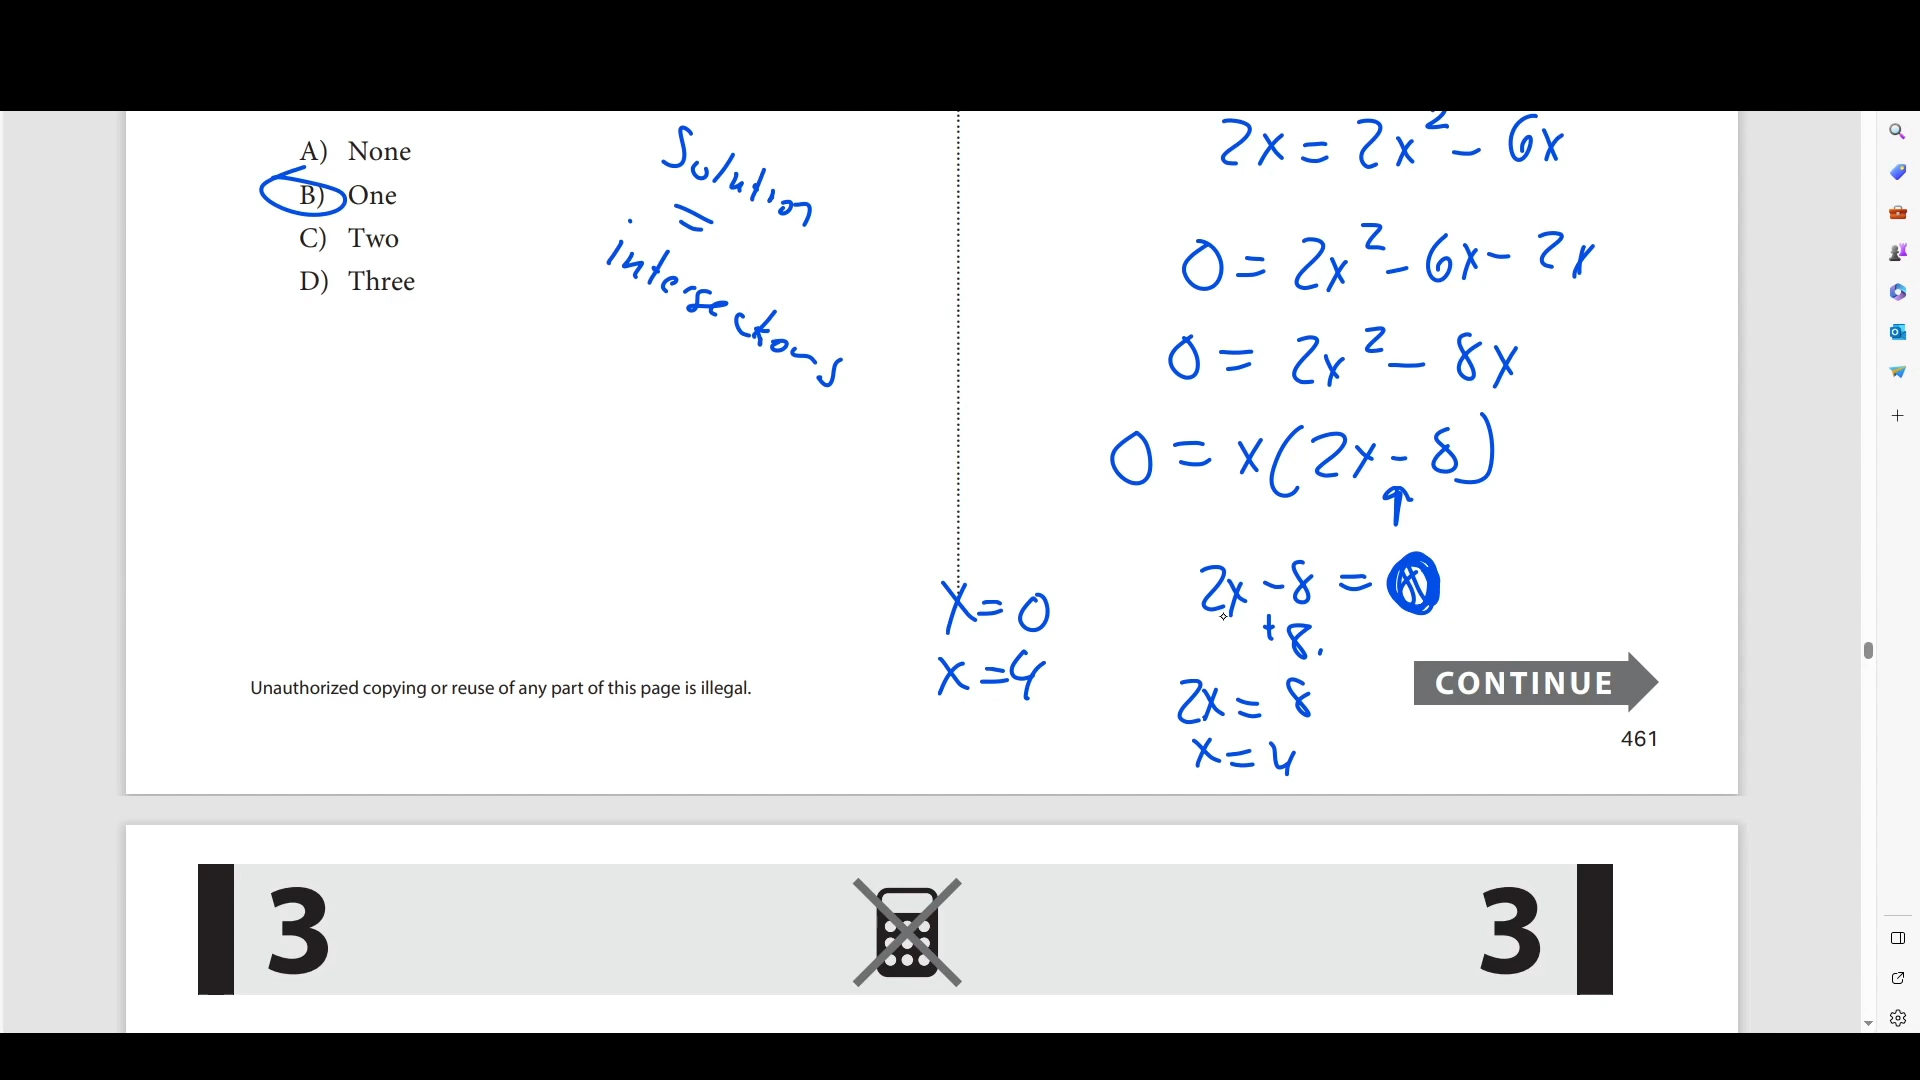 A) None
B) One
C) Two
D) Three
Solution
=
intersections
Unauthorized copying or reuse of any part of this page is illegal.
2x = 2x² - 6x
0 = 2x² - 6x - 2x
0 = 2x² - 8x
0 = x(2x - 8)
2x - 8 = 0
+ 8.
2x = 8
x = 4
x = 0
x = 4
CONTINUE
461
3 3